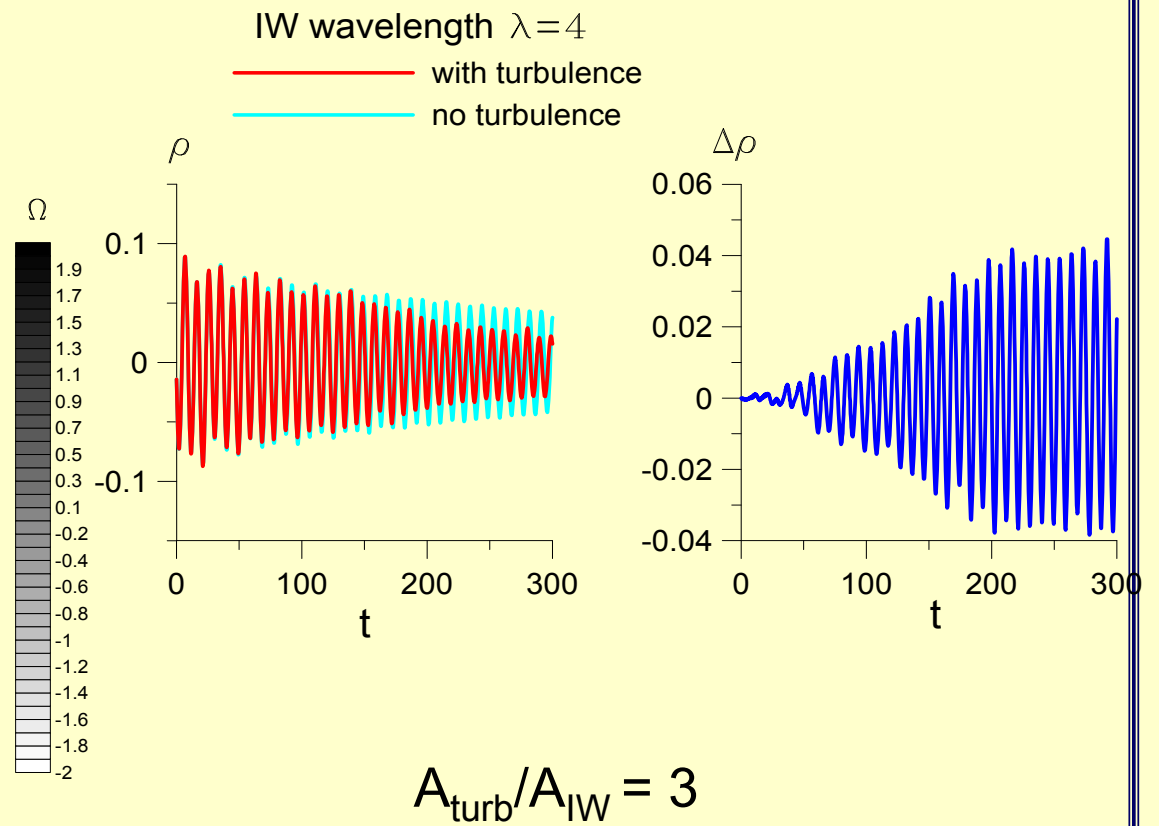 IW wavelength λ=4
with turbulence
no turbulence
ρ
Δρ
Ω
1.9
1.7
1.5
1.3
1.1
0.9
0.7
0.5
0.3
0.1
-0.2
-0.4
-0.6
-0.8
-1
-1.2
-1.4
-1.6
-1.8
-2
0.1
0
-0.1
0 100 200 300
t
0.06
0.04
0.02
0
-0.02
-0.04
0 100 200 300
t
A_turb/A_IW = 3